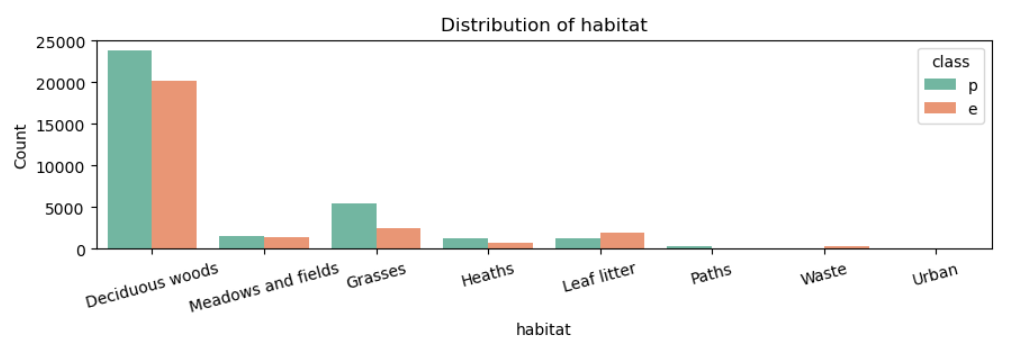 Distribution of habitat
25000
20000
15000
10000
5000
0
Count
class
p
e
Deciduous woods
Meadows and fields
Grasses
Heaths
Leaf litter
Paths
Waste
Urban
habitat